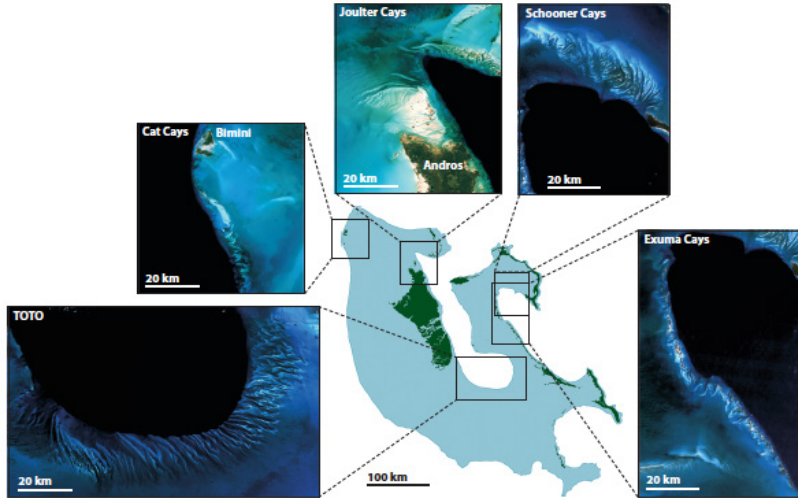 Joulter Cays
Andros
20 km
Schooner Cays
20 km
Cat Cays
Bimini
20 km
Exuma Cays
20 km
TOTO
20 km
100 km